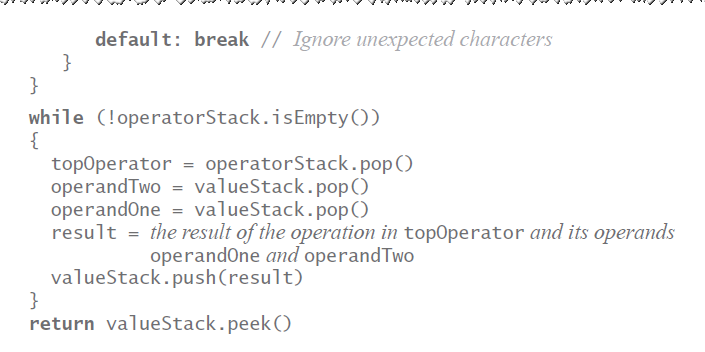 default: break // Ignore unexpected characters
}
}
while (!operatorStack.isEmpty())
{
topOperator = operatorStack.pop()
operandTwo = valueStack.pop()
operandOne = valueStack.pop()
result = the result of the operation in topOperator and its operands
operandOne and operandTwo
valueStack.push(result)
}
return valueStack.peek()